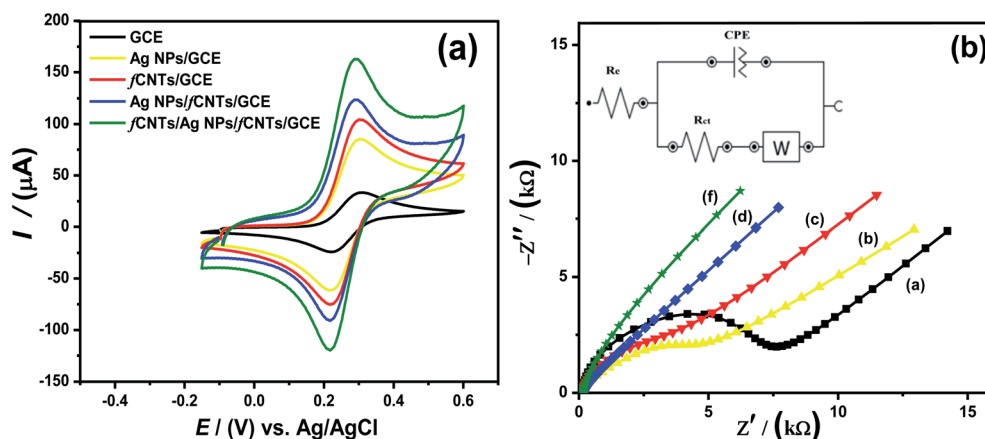 (a)
GCE
Ag NPs/GCE
fCNTs/GCE
Ag NPs/fCNTs/GCE
fCNTs/Ag NPs/fCNTs/GCE
200
150
100
50
0
-50
-100
-150
I / (μA)
-0.4 -0.2 0.0 0.2 0.4 0.6
E / (V) vs. Ag/AgCl
(b)
CPE
Re
Rct
W
15
10
5
0
−Z″ / (kΩ)
(f)
(d)
(c)
(b)
(a)
0 5 10 15
Z′ / (kΩ)